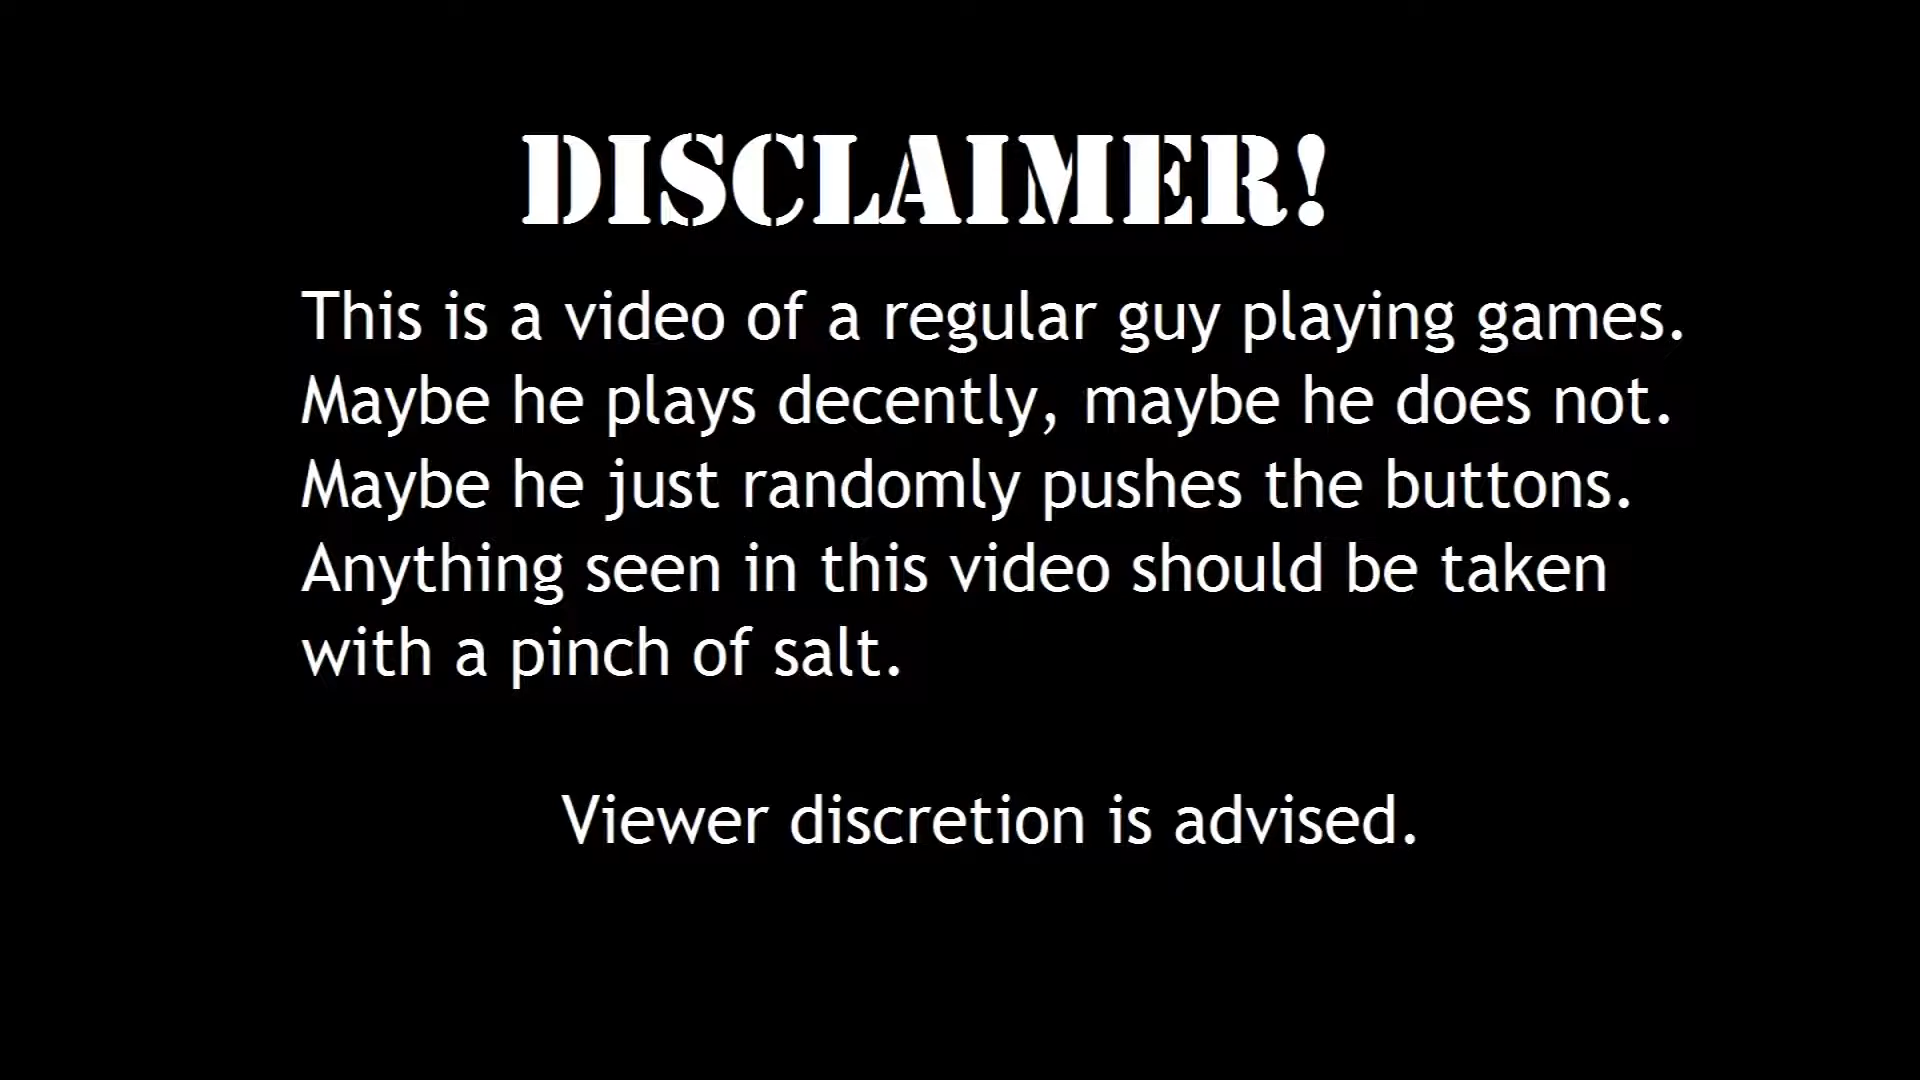 DISCLAIMER!
This is a video of a regular guy playing games.
Maybe he plays decently, maybe he does not.
Maybe he just randomly pushes the buttons.
Anything seen in this video should be taken
with a pinch of salt.
Viewer discretion is advised.